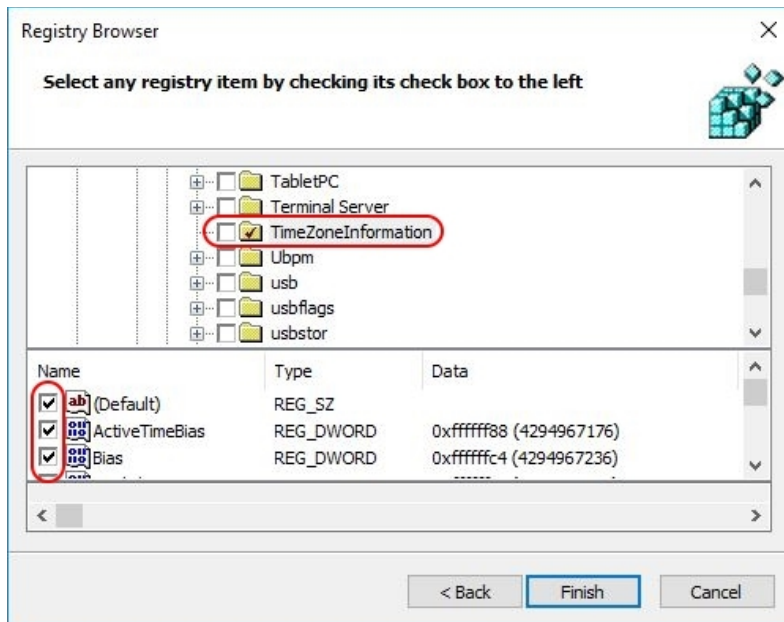 Registry Browser
Select any registry item by checking its check box to the left
TabletPC
Terminal Server
TimeZoneInformation
Ubpm
usb
usbflags
usbstor
Name Type Data
(Default) REG_SZ
ActiveTimeBias REG_DWORD 0xffffff88 (4294967176)
Bias REG_DWORD 0xffffffc4 (4294967236)
< Back Finish Cancel